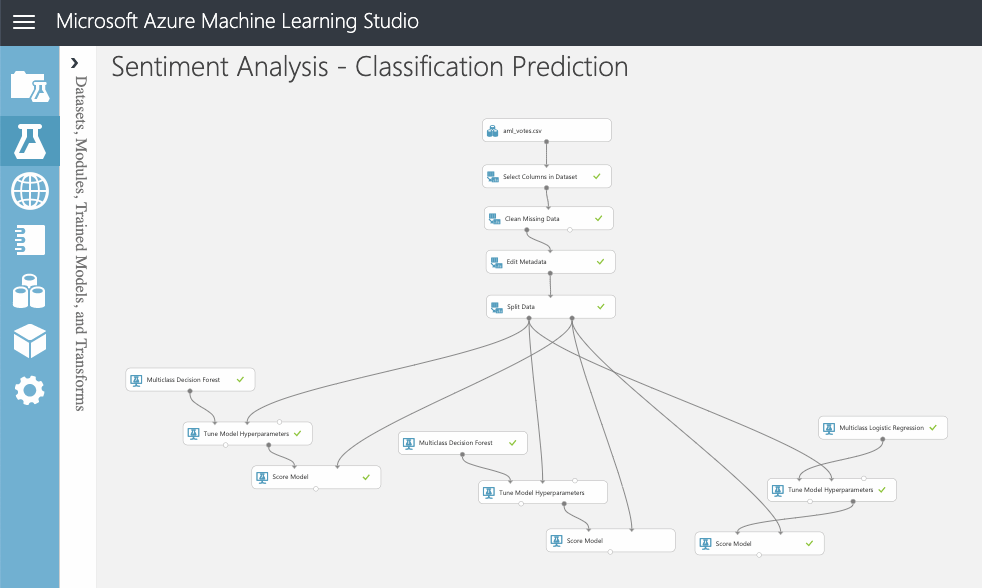 Microsoft Azure Machine Learning Studio
Sentiment Analysis - Classification Prediction
Datasets, Modules, Trained Models, and Transforms
aml_votes.csv
Select Columns in Dataset
Clean Missing Data
Edit Metadata
Split Data
Multiclass Decision Forest
Tune Model Hyperparameters
Score Model
Multiclass Decision Forest
Tune Model Hyperparameters
Score Model
Multiclass Logistic Regression
Tune Model Hyperparameters
Score Model